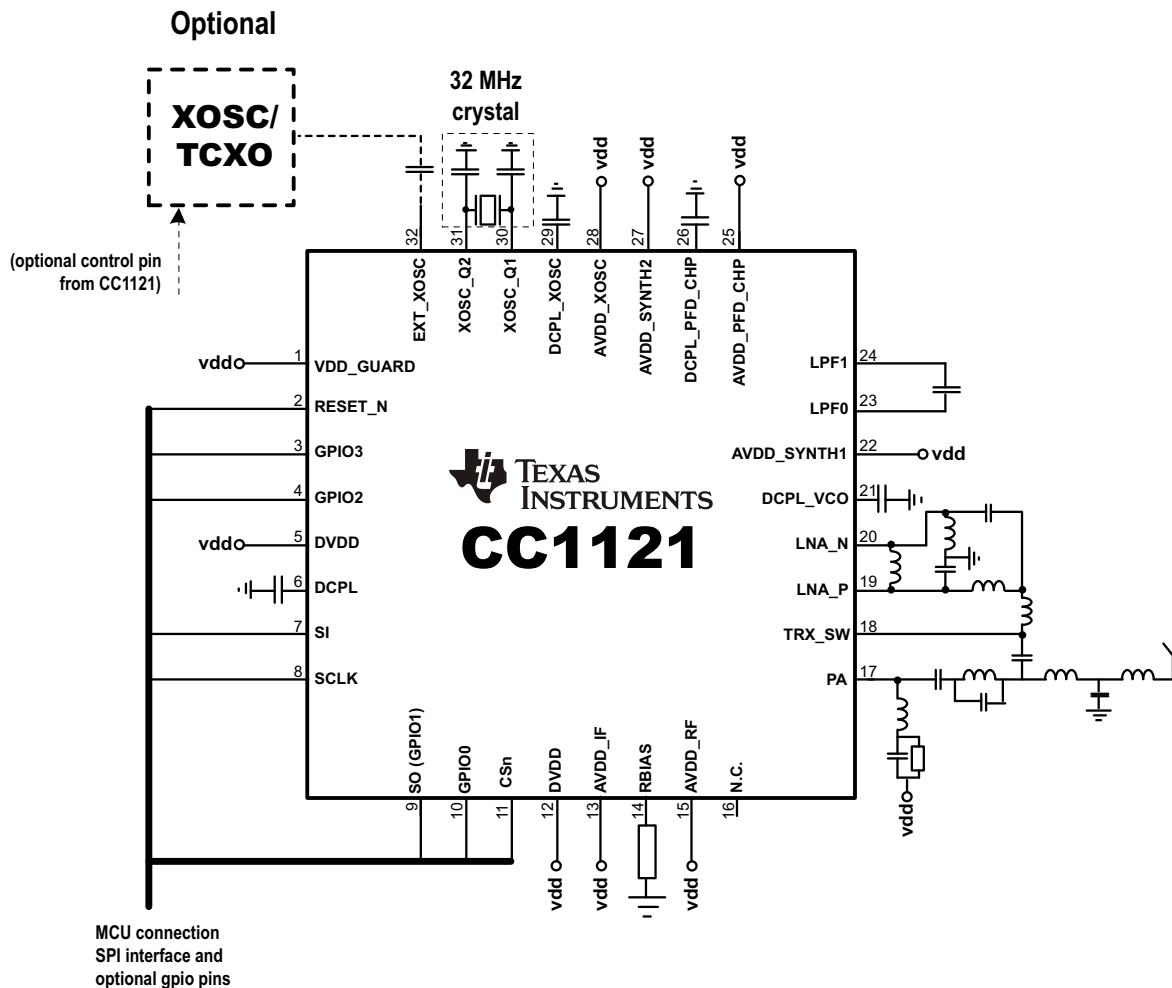 Optional
XOSC/
TCXO
32 MHz
crystal
(optional control pin
from CC1121)
vdd
vdd
vdd
32
31
30
29
28
27
26
25
EXT_XOSC
XOSC_Q2
XOSC_Q1
DCPL_XOSC
AVDD_XOSC
AVDD_SYNTH2
DCPL_PFD_CHP
AVDD_PFD_CHP
vdd
1
VDD_GUARD
2
RESET_N
3
GPIO3
4
GPIO2
vdd
5
DVDD
6
DCPL
7
SI
8
SCLK
TEXAS
INSTRUMENTS
CC1121
LPF1
24
LPF0
23
AVDD_SYNTH1
22
vdd
DCPL_VCO
21
LNA_N
20
LNA_P
19
TRX_SW
18
PA
17
vdd
SO (GPIO1)
GPIO0
CSn
DVDD
AVDD_IF
RBIAS
AVDD_RF
N.C.
9
10
11
12
13
14
15
16
vdd
vdd
vdd
MCU connection
SPI interface and
optional gpio pins